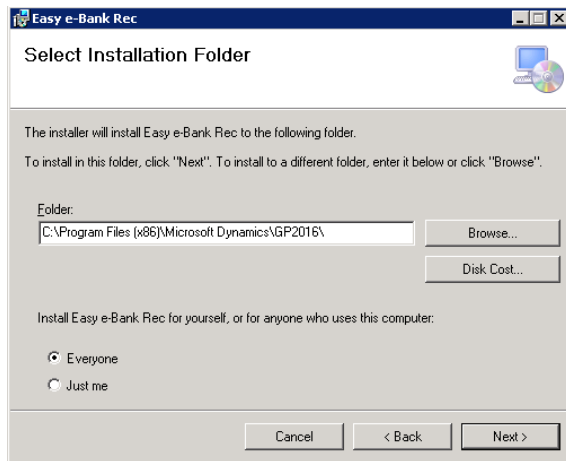 Easy e-Bank Rec
Select Installation Folder
The installer will install Easy e-Bank Rec to the following folder.
To install in this folder, click "Next". To install to a different folder, enter it below or click "Browse".
Folder:
C:\Program Files (x86)\Microsoft Dynamics\GP2016\
Browse...
Disk Cost...
Install Easy e-Bank Rec for yourself, or for anyone who uses this computer:
Everyone
Just me
Cancel
< Back
Next >